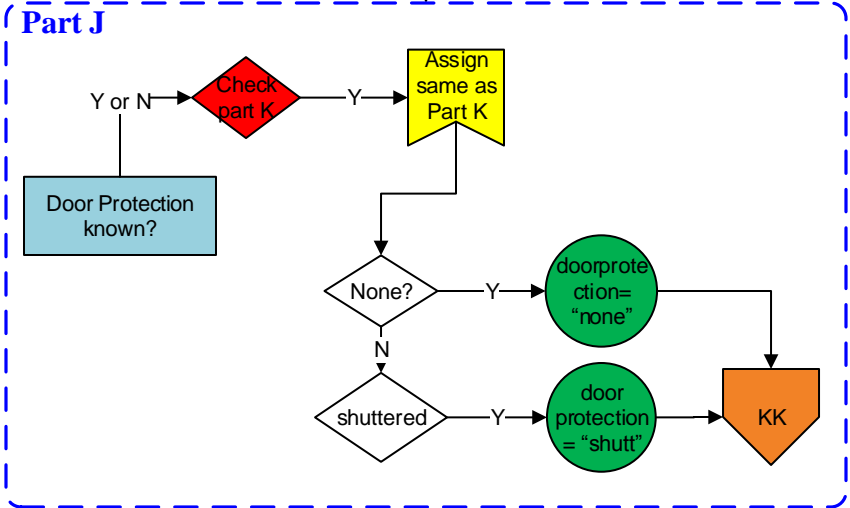 Part J
Y or N
Check
part K
Y
Assign
same as
Part K
Door Protection
known?
None?
Y
doorprote
ction=
“none”
N
shuttered
Y
door
protection
= “shutt”
KK